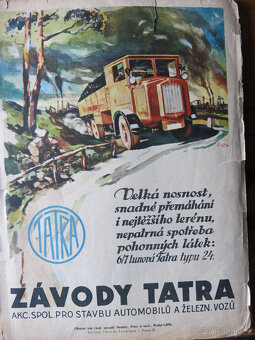 TATRA
Velká nosnost,
snadné přemáhání
i nejtěžšího terénu,
nepatrná spotřeba
pohonných látek:
6/7 tunová Tatra typu 24.
ZÁVODY TATRA
AKC. SPOL. PRO STAVBU AUTOMOBILŮ A ŽELEZN. VOZŮ.